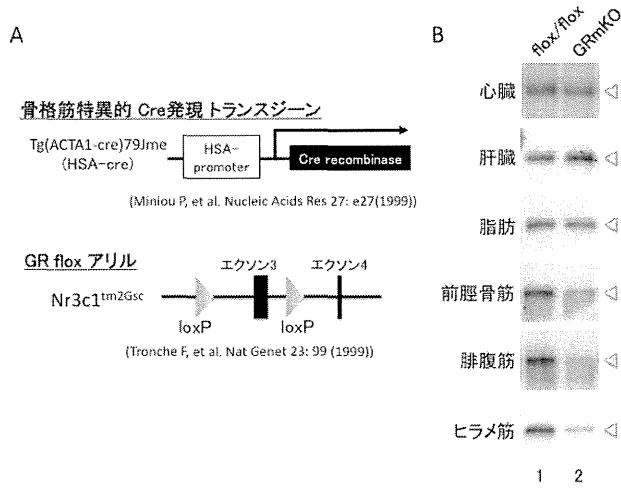 A
骨格筋特異的 Cre発現 トランスジーン
Tg(ACTA1-cre)79Jme
(HSA-cre)
HSA-
promoter
Cre recombinase
(Miniou P, et al. Nucleic Acids Res 27: e27(1999))
GR flox アリル
エクソン3
エクソン4
Nr3c1tm2Gsc
loxP
loxP
(Tronche F, et al. Nat Genet 23: 99 (1999))
B
flox/flox
GRmKO
心臓
肝臓
脂肪
前脛骨筋
腓腹筋
ヒラメ筋
1
2